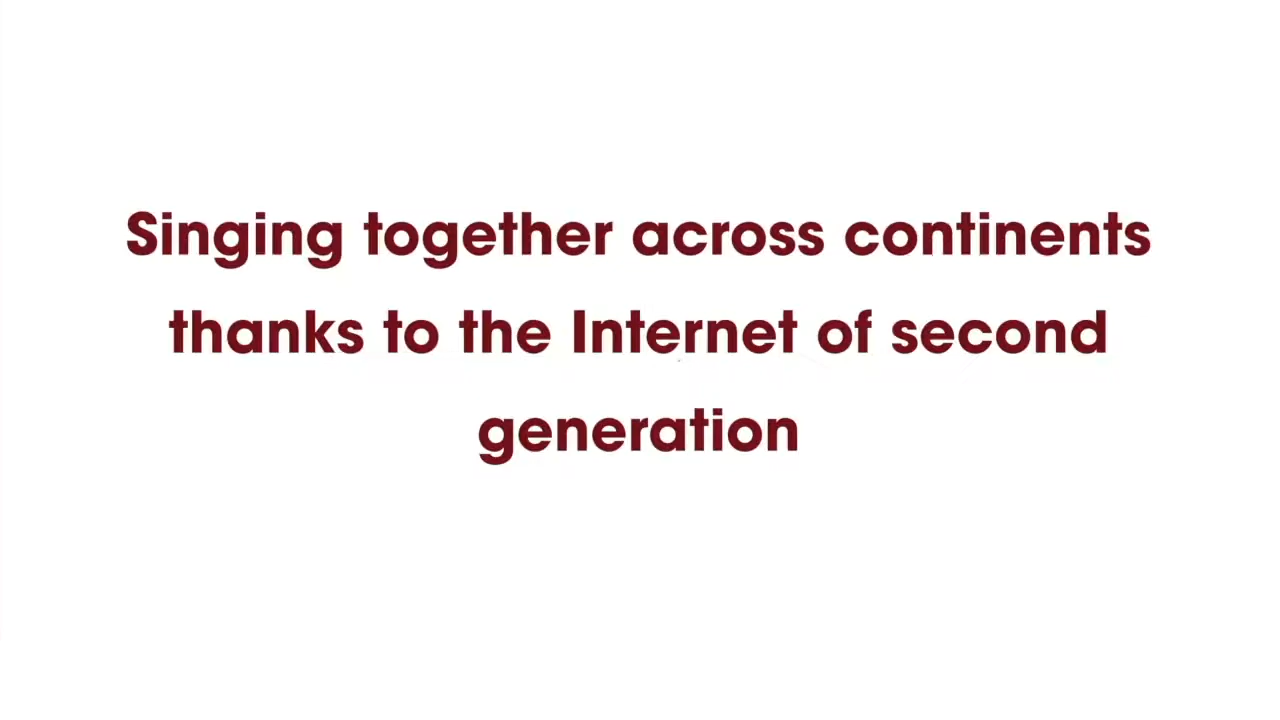 Singing together across continents
thanks to the Internet of second
generation